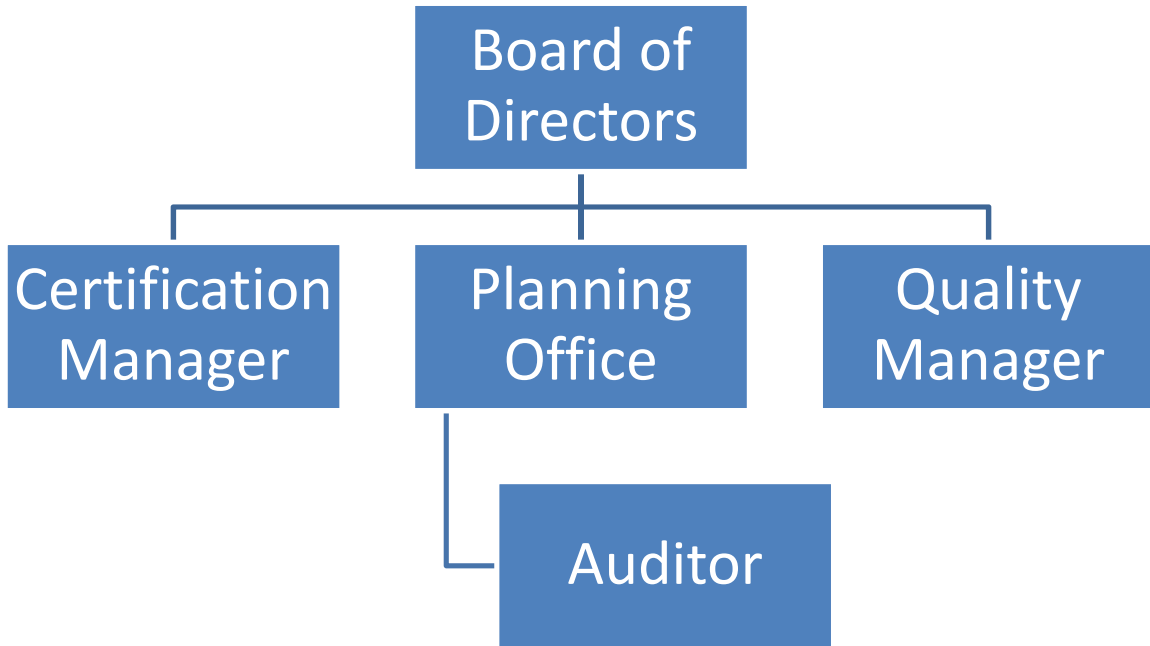 Board of
Directors
Certification
Manager
Planning
Office
Quality
Manager
Auditor